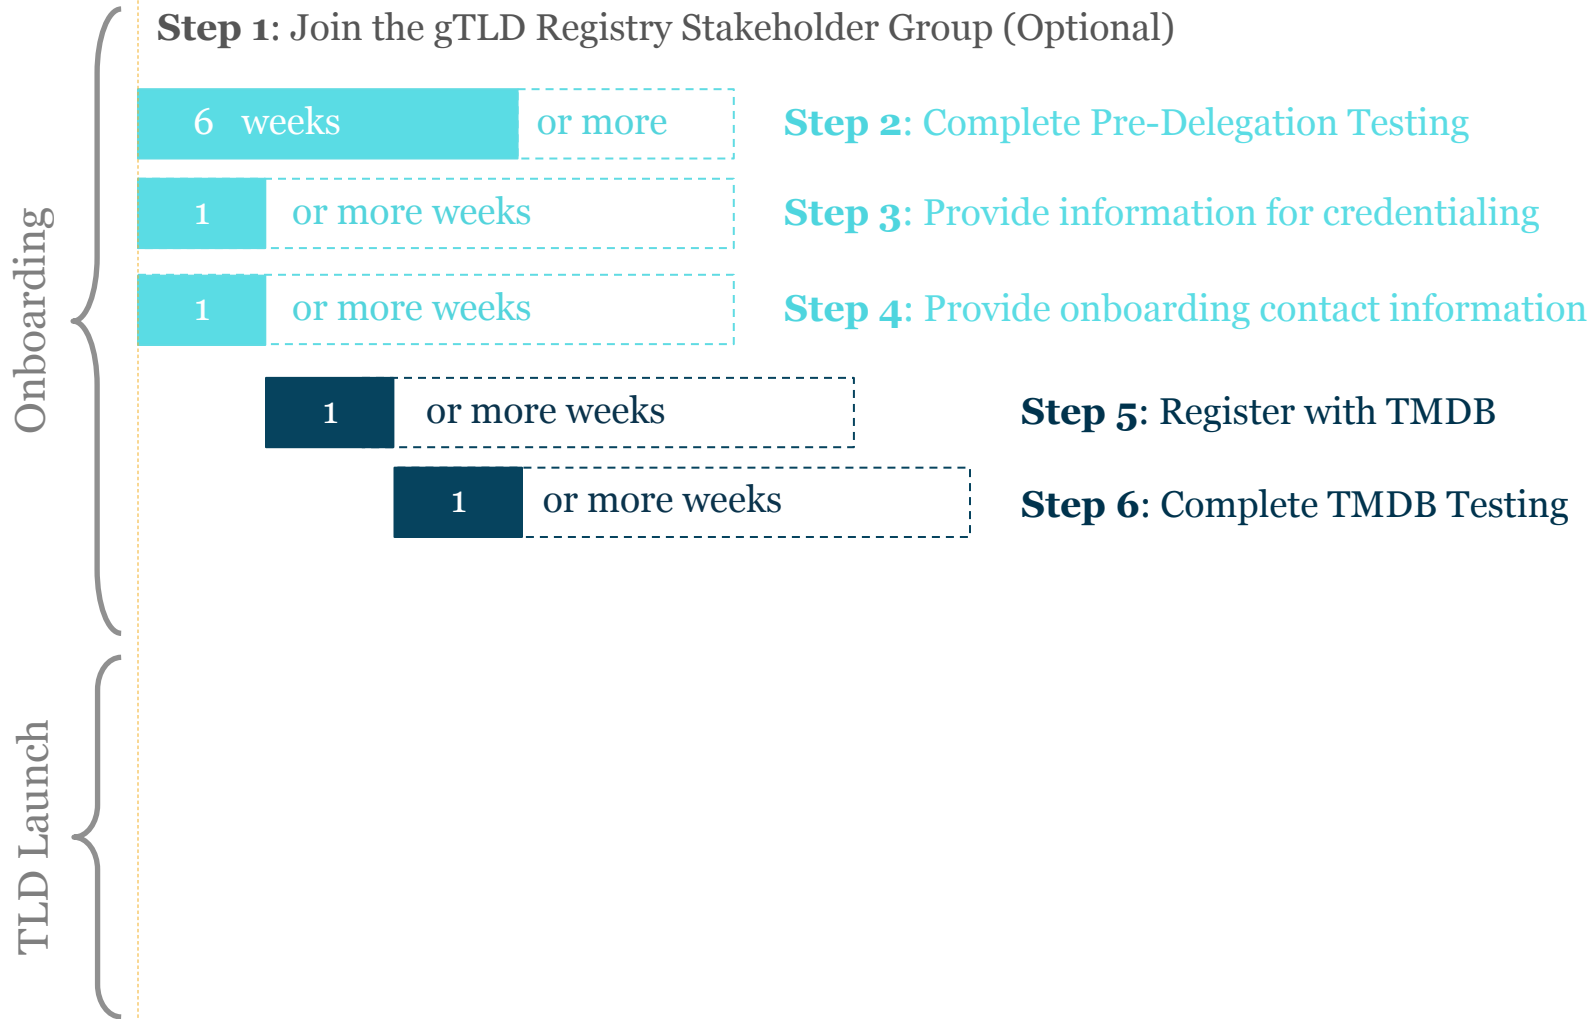 Step 1: Join the gTLD Registry Stakeholder Group (Optional)
6 weeks or more Step 2: Complete Pre-Delegation Testing
1 or more weeks Step 3: Provide information for credentialing
1 or more weeks Step 4: Provide onboarding contact information
Onboarding
1 or more weeks Step 5: Register with TMDB
1 or more weeks Step 6: Complete TMDB Testing
TLD Launch